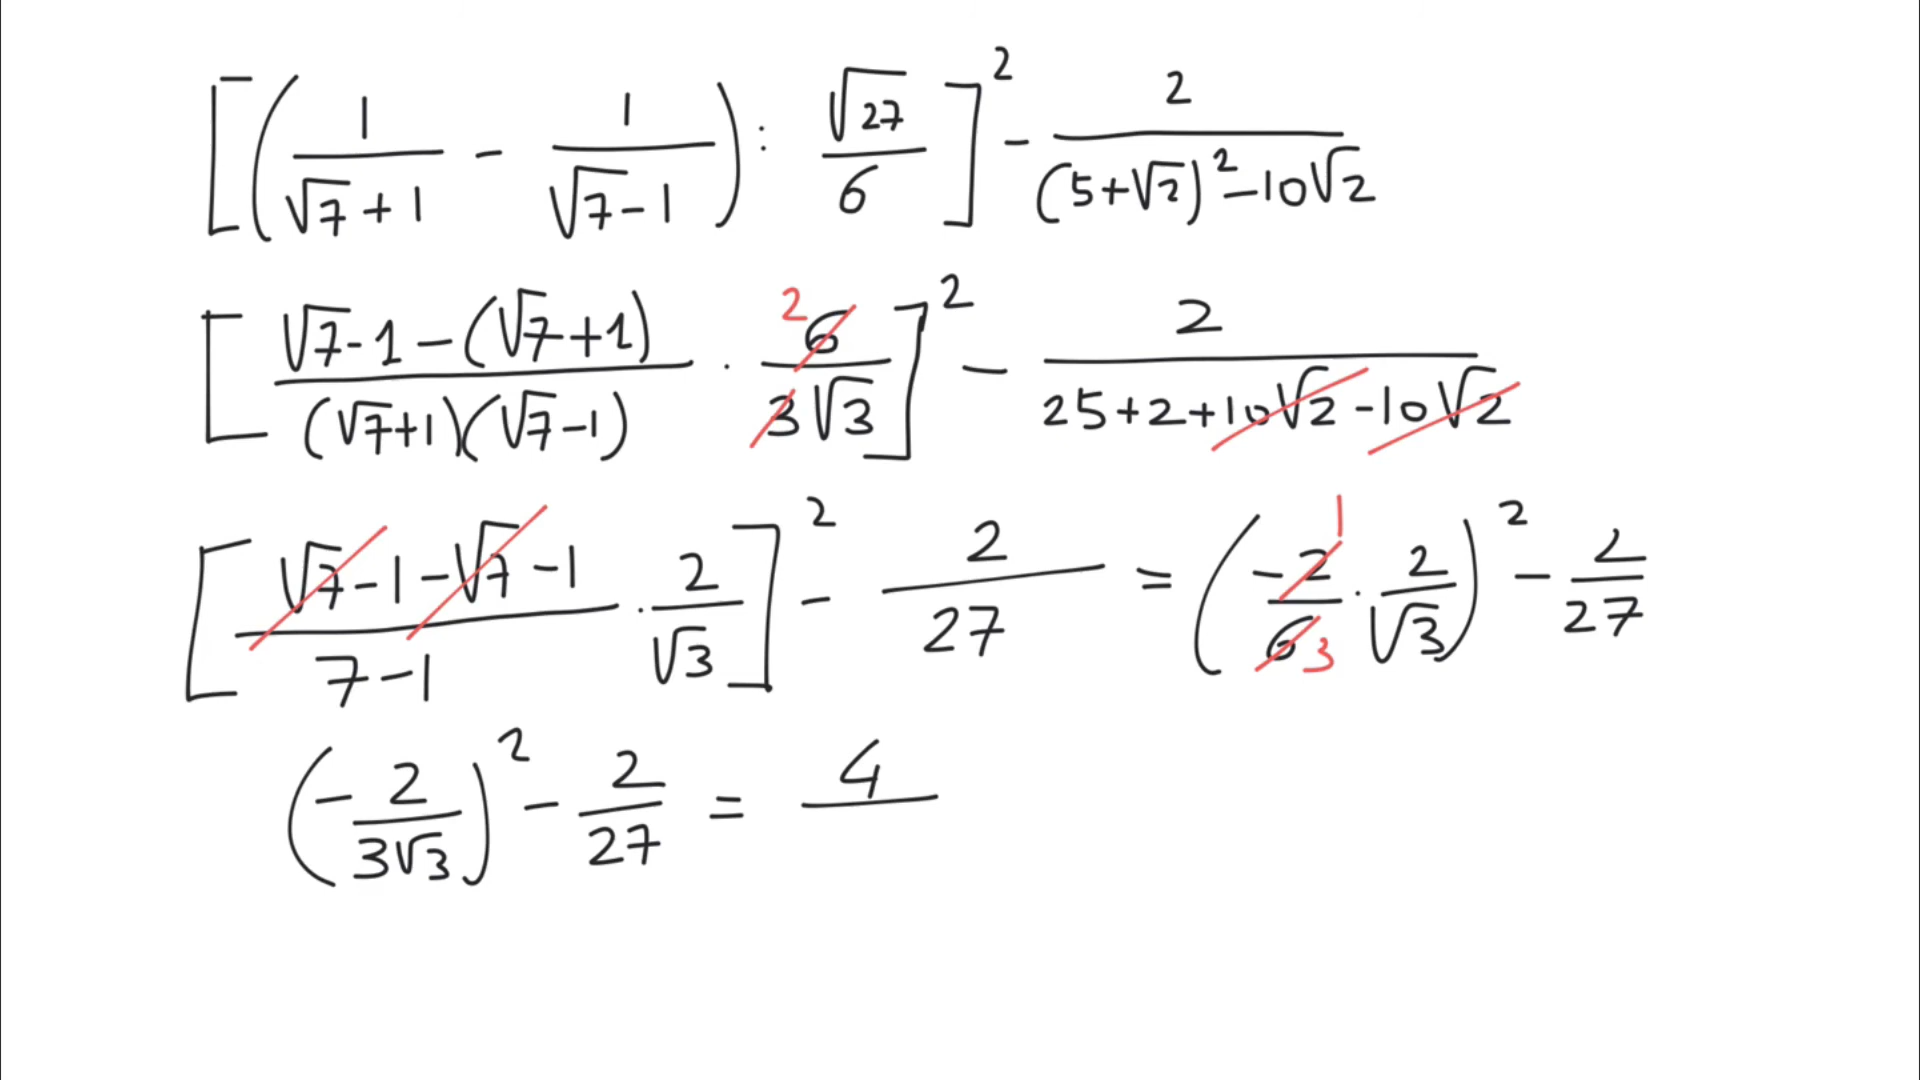 [(1/(√7+1) - 1/(√7-1)) : √27/6]² - 2/((5+√2)²-10√2)
[(√7-1-(√7+1))/((√7+1)(√7-1)) · 6/(3√3)]² - 2/(25+2+10√2-10√2) 2
[(√7-1-√7-1)/(7-1) · 2/√3]² - 2/27 = (-2/6 · 2/√3)² - 2/27 1 3
(-2/(3√3))² - 2/27 = 4/